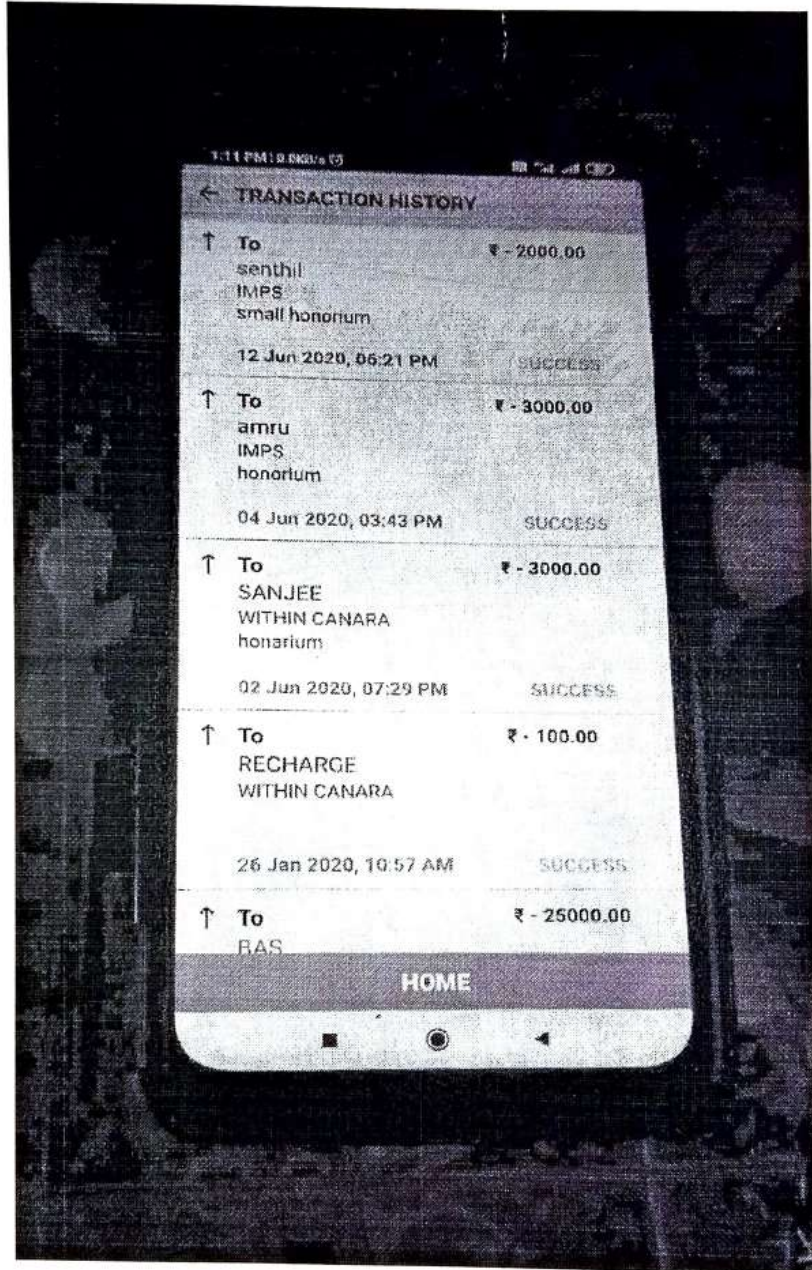 1:11 PM
← TRANSACTION HISTORY
↑ To ₹ - 2000.00
senthil
IMPS
small honorium
12 Jun 2020, 06:21 PM SUCCESS
↑ To ₹ - 3000.00
amru
IMPS
honorium
04 Jun 2020, 03:43 PM SUCCESS
↑ To ₹ - 3000.00
SANJEE
WITHIN CANARA
honarium
02 Jun 2020, 07:29 PM SUCCESS
↑ To ₹ - 100.00
RECHARGE
WITHIN CANARA
26 Jan 2020, 10:57 AM SUCCESS
↑ To ₹ - 25000.00
HOME